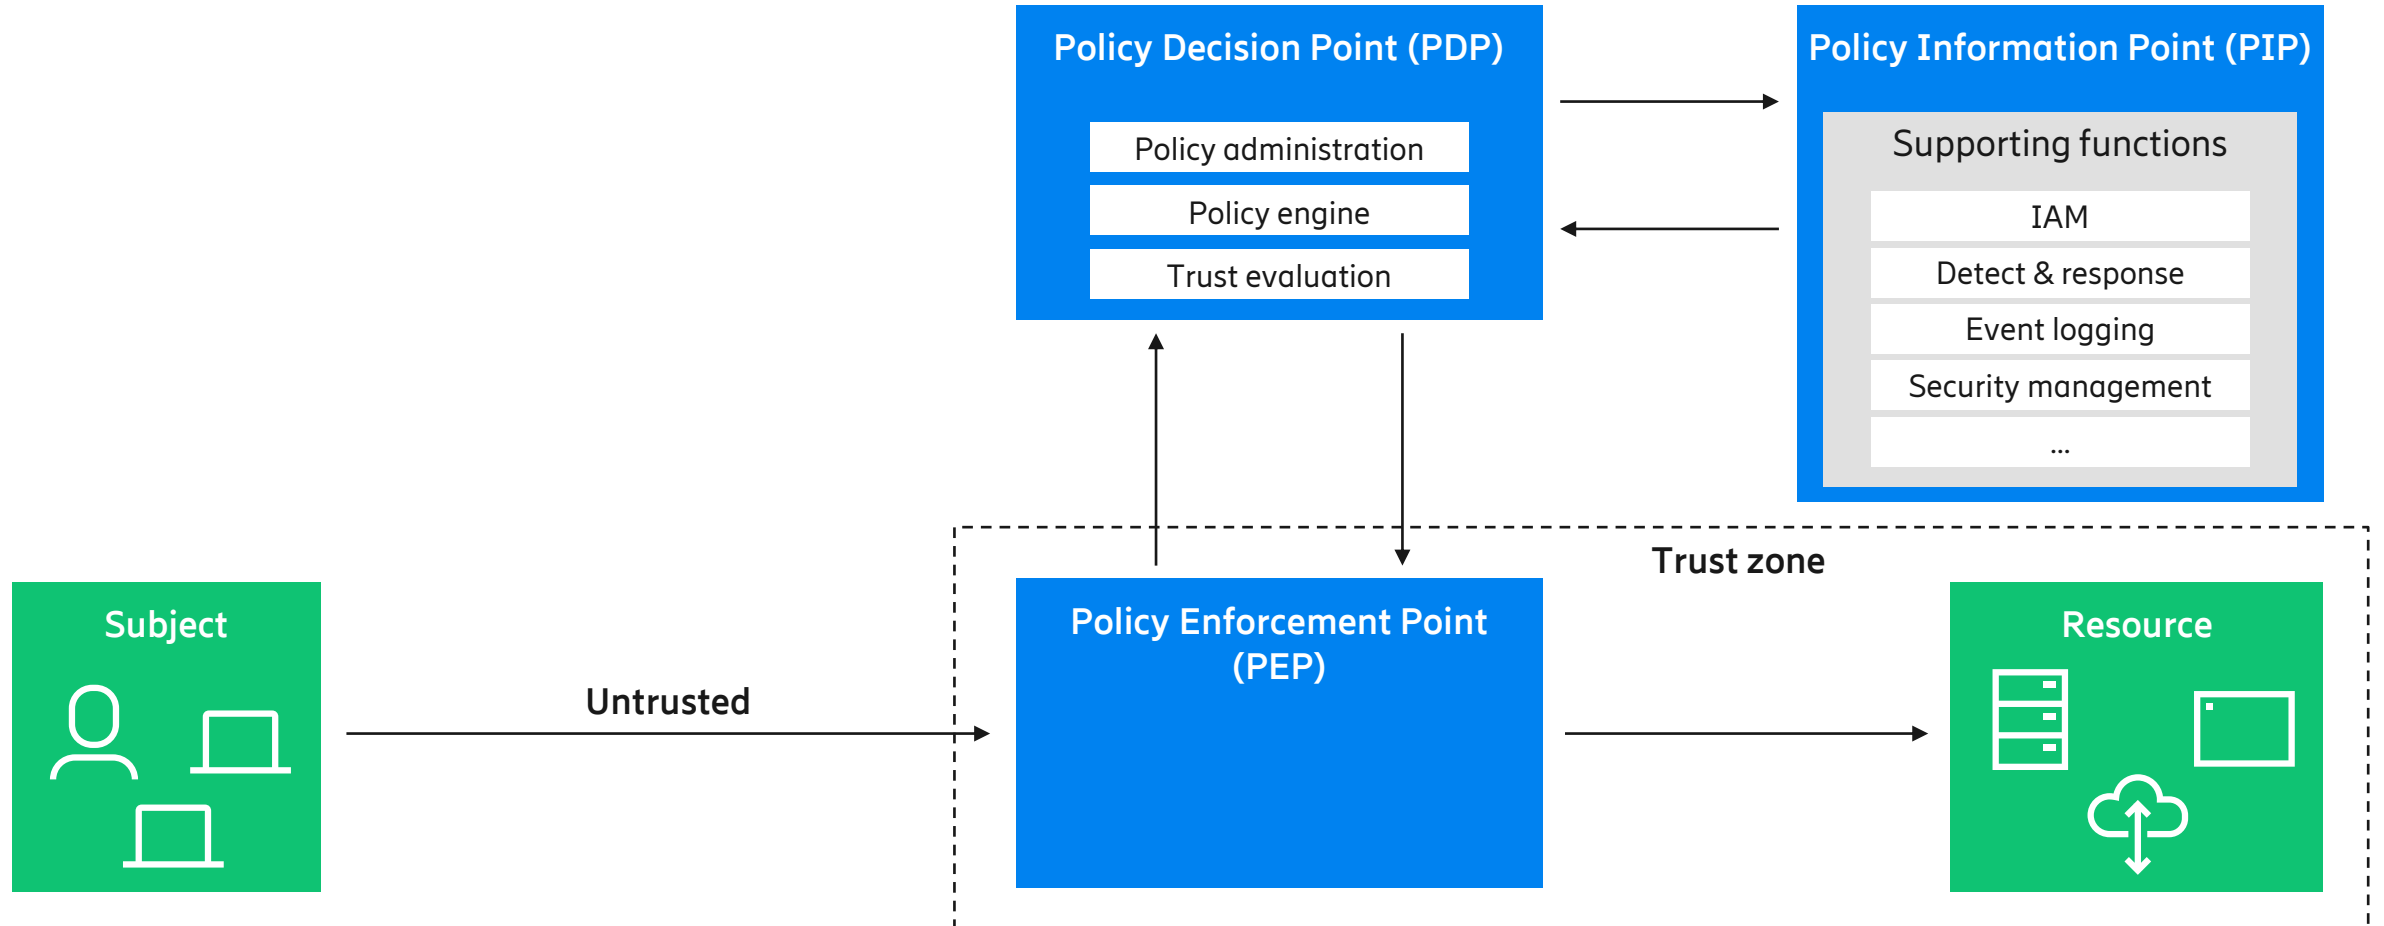 Policy Decision Point (PDP)
Policy administration
Policy engine
Trust evaluation
Policy Information Point (PIP)
Supporting functions
IAM
Detect & response
Event logging
Security management
...
Trust zone
Subject
Untrusted
Policy Enforcement Point
(PEP)
Resource